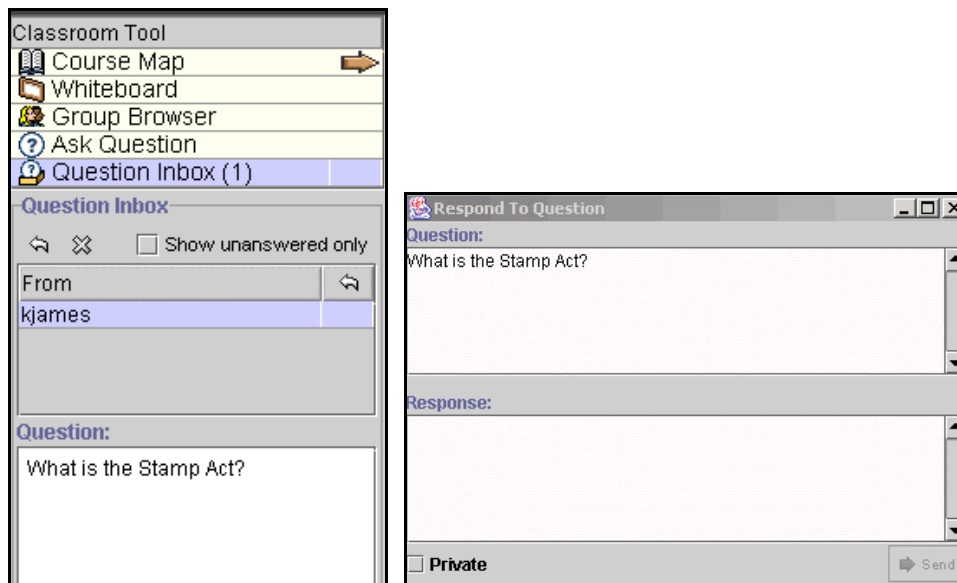 Classroom Tool
Course Map
Whiteboard
Group Browser
Ask Question
Question Inbox (1)
Question Inbox
Show unanswered only
From
kjames
Question:
What is the Stamp Act?
Respond To Question
Question:
What is the Stamp Act?
Response:
Private
Send